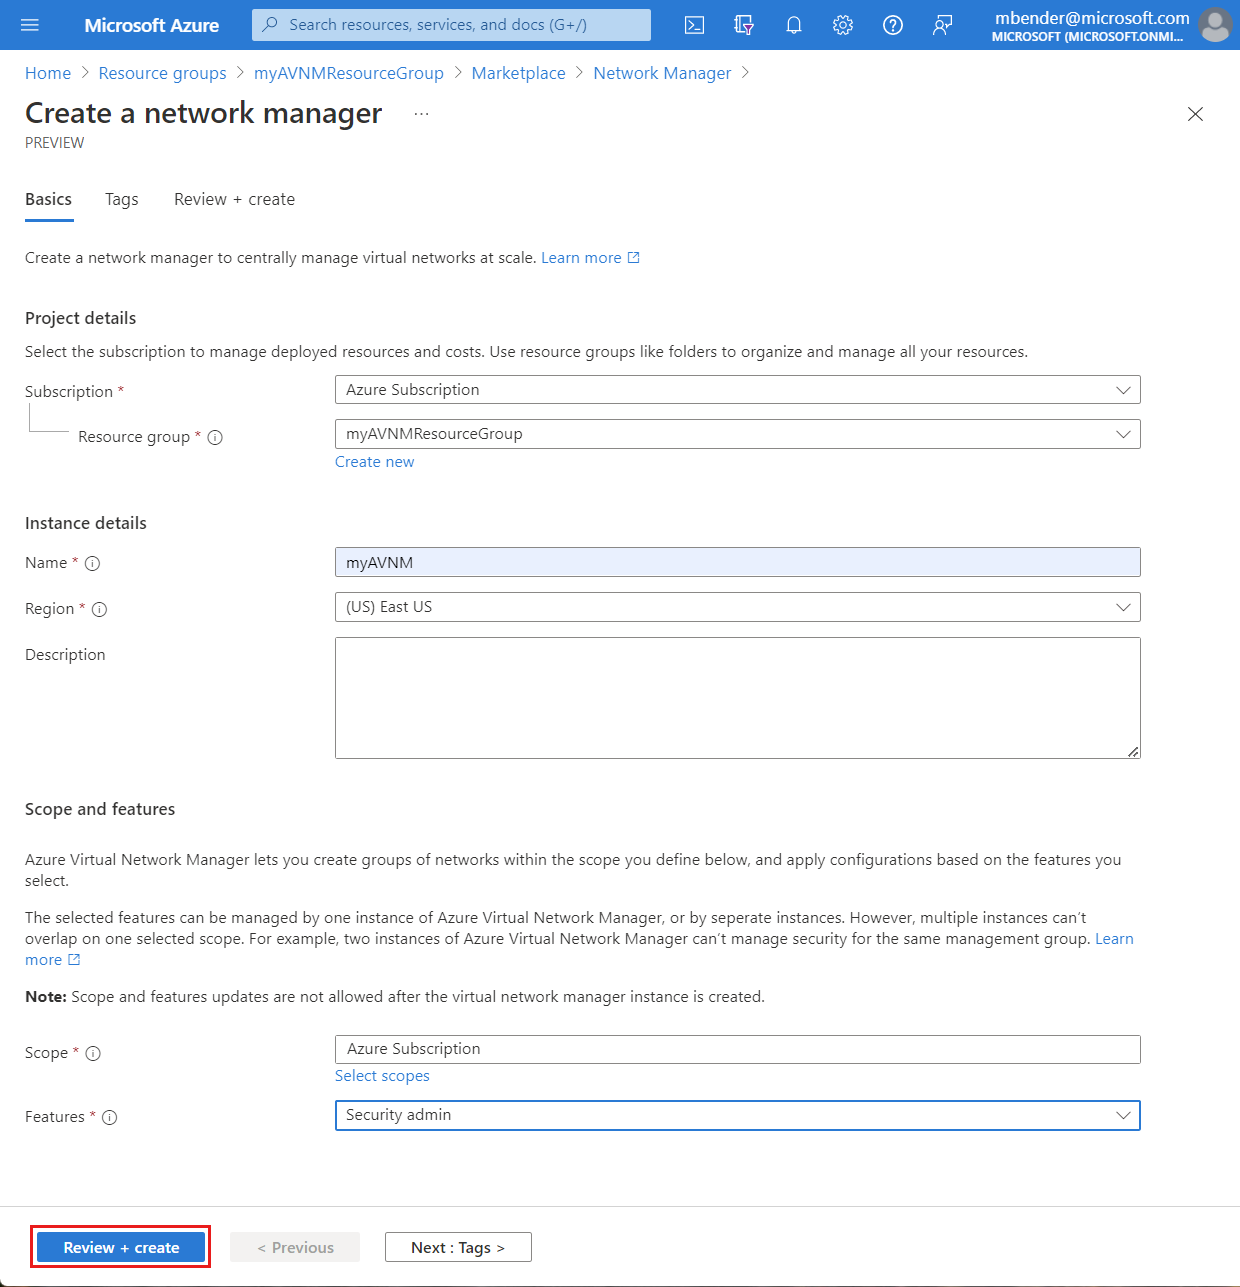 Microsoft Azure
Search resources, services, and docs (G+/)
mbender@microsoft.com
MICROSOFT (MICROSOFT.ONMI...
Home > Resource groups > myAVNMResourceGroup > Marketplace > Network Manager >
Create a network manager ...
PREVIEW
Basics Tags Review + create
Create a network manager to centrally manage virtual networks at scale. Learn more
Project details
Select the subscription to manage deployed resources and costs. Use resource groups like folders to organize and manage all your resources.
Subscription * Azure Subscription
Resource group * myAVNMResourceGroup
Create new
Instance details
Name * myAVNM
Region * (US) East US
Description
Scope and features
Azure Virtual Network Manager lets you create groups of networks within the scope you define below, and apply configurations based on the features you
select.
The selected features can be managed by one instance of Azure Virtual Network Manager, or by seperate instances. However, multiple instances can't
overlap on one selected scope. For example, two instances of Azure Virtual Network Manager can't manage security for the same management group. Learn
more
Note: Scope and features updates are not allowed after the virtual network manager instance is created.
Scope * Azure Subscription
Select scopes
Features * Security admin
Review + create < Previous Next : Tags >